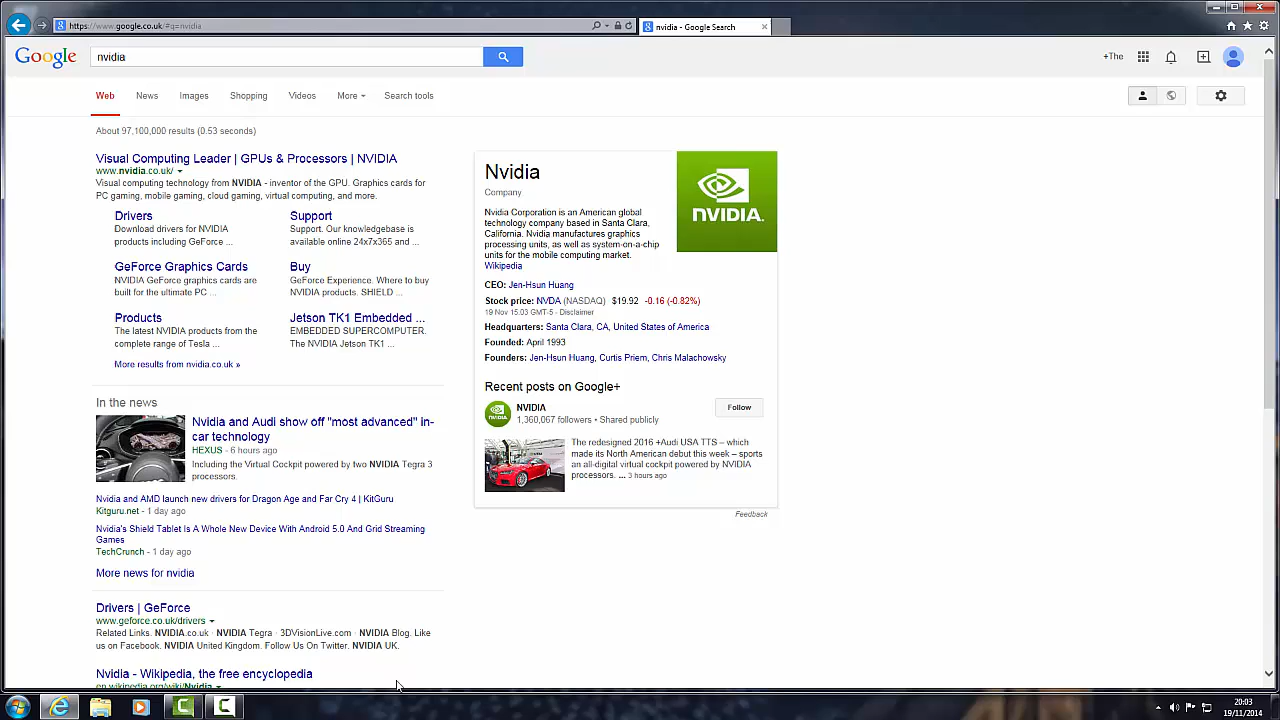 https://www.google.co.uk/#q=nvidia
nvidia - Google Search
Google
nvidia
+The
Web
News
Images
Shopping
Videos
More
Search tools
About 97,100,000 results (0.53 seconds)
Visual Computing Leader | GPUs & Processors | NVIDIA
www.nvidia.co.uk/
Visual computing technology from NVIDIA - inventor of the GPU. Graphics cards for
PC gaming, mobile gaming, cloud gaming, virtual computing, and more.
Drivers
Download drivers for NVIDIA
products including GeForce ...
Support
Support. Our knowledgebase is
available online 24x7x365 and ...
GeForce Graphics Cards
NVIDIA GeForce graphics cards are
built for the ultimate PC ...
Buy
GeForce Experience. Where to buy
NVIDIA products. SHIELD ...
Products
The latest NVIDIA products from the
complete range of Tesla ...
Jetson TK1 Embedded ...
EMBEDDED SUPERCOMPUTER.
The NVIDIA Jetson TK1 ...
More results from nvidia.co.uk »
In the news
Nvidia and Audi show off "most advanced" in-
car technology
HEXUS - 6 hours ago
Including the Virtual Cockpit powered by two NVIDIA Tegra 3
processors.
Nvidia and AMD launch new drivers for Dragon Age and Far Cry 4 | KitGuru
Kitguru.net - 1 day ago
Nvidia's Shield Tablet Is A Whole New Device With Android 5.0 And Grid Streaming
Games
TechCrunch - 1 day ago
More news for nvidia
Drivers | GeForce
www.geforce.co.uk/drivers
Related Links. NVIDIA.co.uk · NVIDIA Tegra · 3DVisionLive.com · NVIDIA Blog. Like
us on Facebook. NVIDIA United Kingdom. Follow Us On Twitter. NVIDIA UK.
Nvidia - Wikipedia, the free encyclopedia
en.wikipedia.org/wiki/Nvidia
Nvidia
Company
NVIDIA.
Nvidia Corporation is an American global
technology company based in Santa Clara,
California. Nvidia manufactures graphics
processing units, as well as system-on-a-chip
units for the mobile computing market.
Wikipedia
CEO: Jen-Hsun Huang
Stock price: NVDA (NASDAQ) $19.92 -0.16 (-0.82%)
19 Nov 15:03 GMT-5 - Disclaimer
Headquarters: Santa Clara, CA, United States of America
Founded: April 1993
Founders: Jen-Hsun Huang, Curtis Priem, Chris Malachowsky
Recent posts on Google+
NVIDIA
1,360,067 followers • Shared publicly
Follow
The redesigned 2016 +Audi USA TTS – which
made its North American debut this week – sports
an all-digital virtual cockpit powered by NVIDIA
processors. ... 3 hours ago
Feedback
20:03
19/11/2014